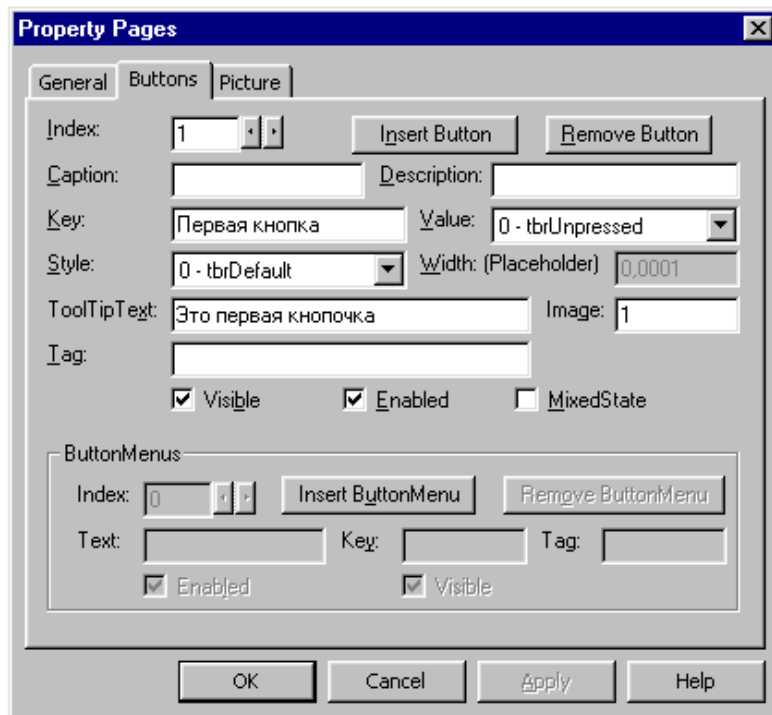 Property Pages
General Buttons Picture
Index: 1 Insert Button Remove Button
Caption: Description:
Key: Первая кнопка Value: 0 - tbrUnpressed
Style: 0 - tbrDefault Width: (Placeholder) 0,0001
ToolTipText: Это первая кнопочка Image: 1
Tag:
Visible Enabled MixedState
ButtonMenus
Index: 0 Insert ButtonMenu Remove ButtonMenu
Text: Key: Tag:
Enabled Visible
OK Cancel Apply Help